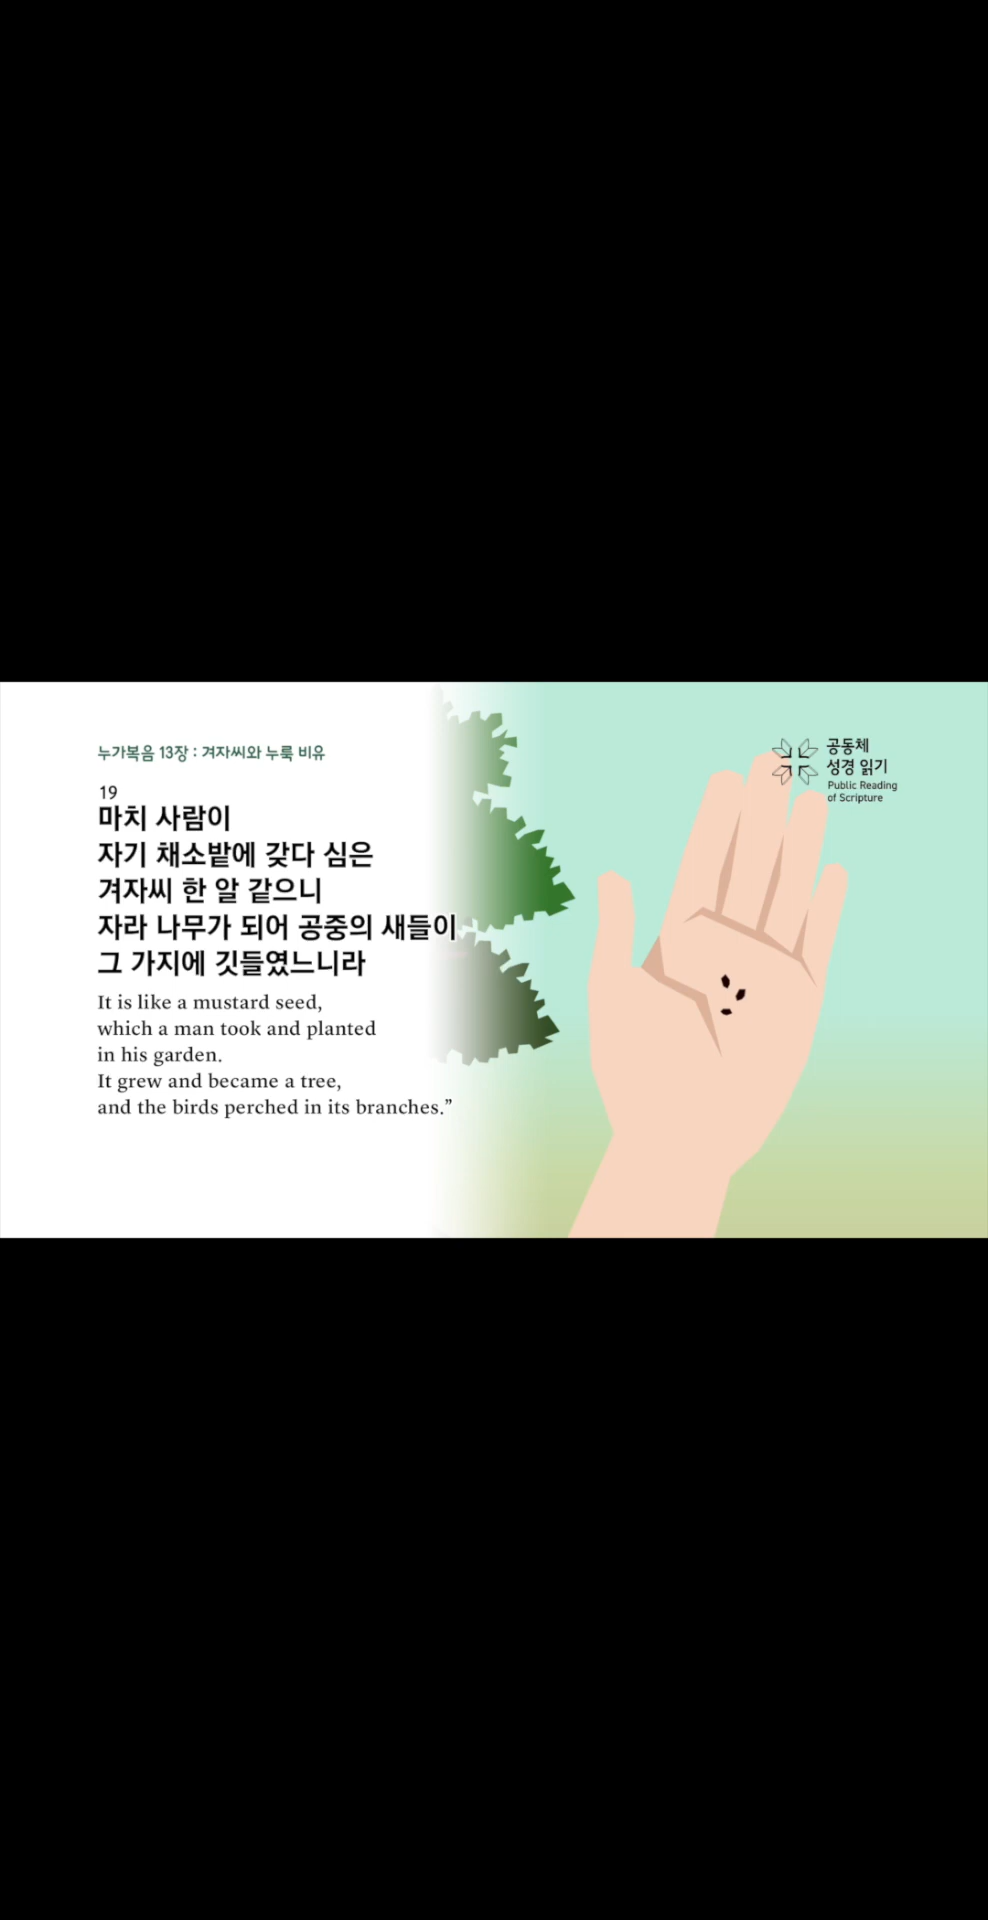 누가복음 13장 : 겨자씨와 누룩 비유
19
마치 사람이
자기 채소밭에 갖다 심은
겨자씨 한 알 같으니
자라 나무가 되어 공중의 새들이
그 가지에 깃들였느니라
It is like a mustard seed,
which a man took and planted
in his garden.
It grew and became a tree,
and the birds perched in its branches.”
공동체
성경 읽기
Public Reading
of Scripture